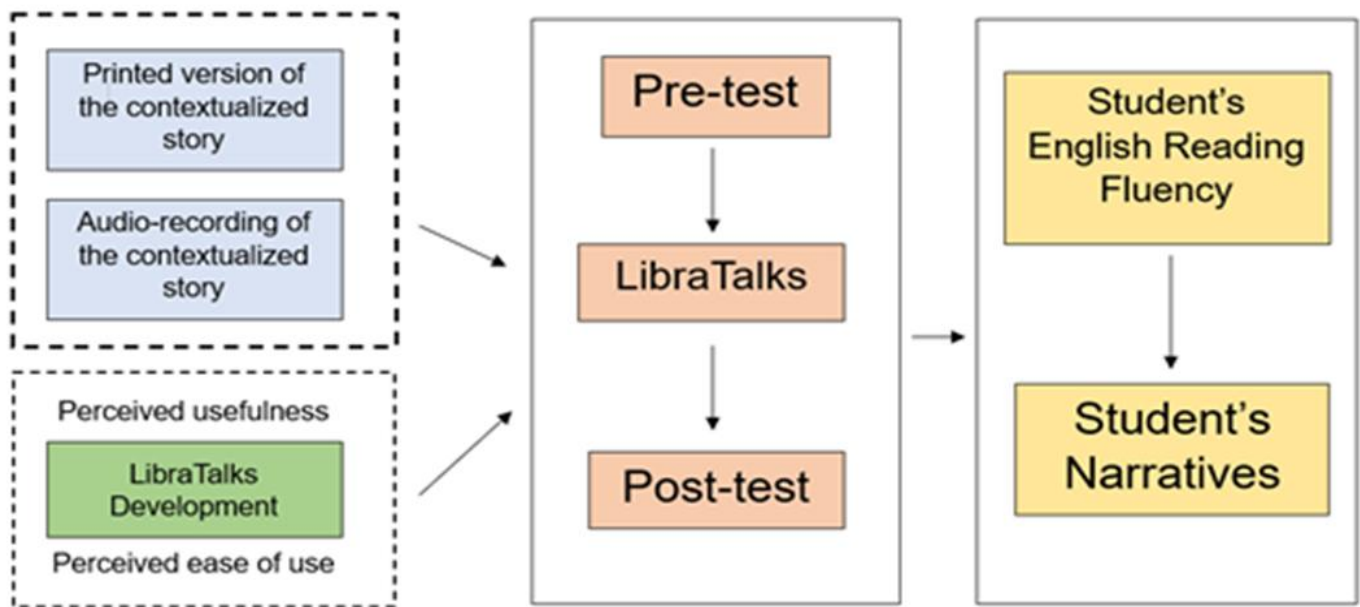 Printed version of
the contextualized
story
Audio-recording of
the contextualized
story
Perceived usefulness
LibraTalks
Development
Perceived ease of use
Pre-test
LibraTalks
Post-test
Student's
English Reading
Fluency
Student's
Narratives